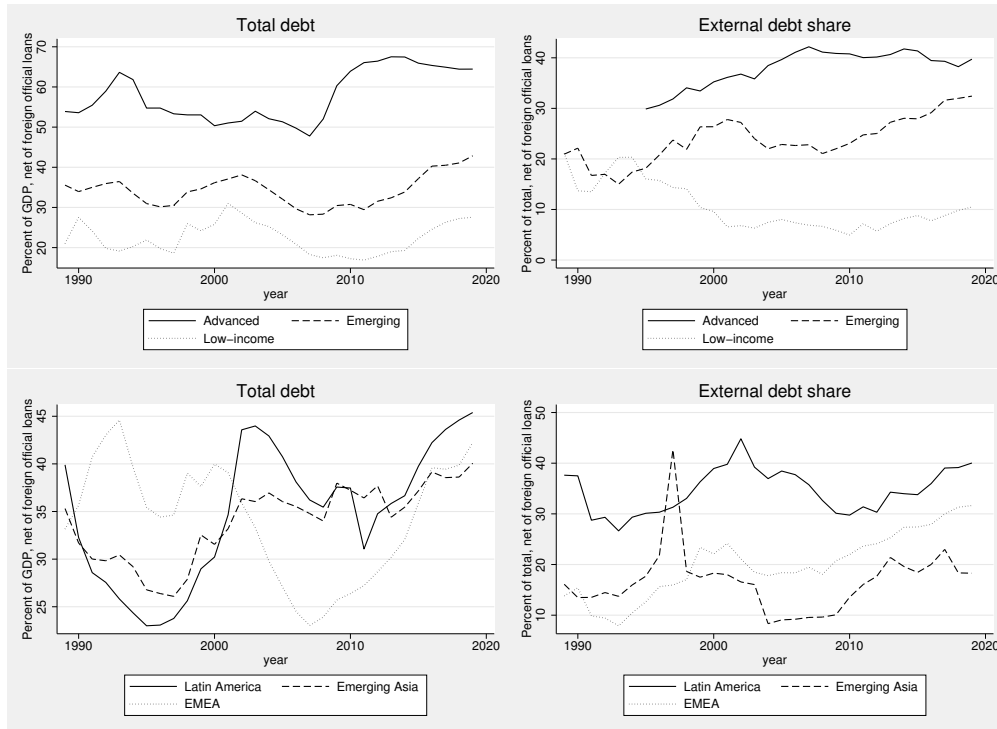 Total debt
Percent of GDP, net of foreign official loans
70
60
50
40
30
20
1990
2000
2010
2020
year
Advanced
Emerging
Low−income
External debt share
Percent of total, net of foreign official loans
40
30
20
10
0
1990
2000
2010
2020
year
Advanced
Emerging
Low−income
Total debt
Percent of GDP, net of foreign official loans
45
40
35
30
25
1990
2000
2010
2020
year
Latin America
Emerging Asia
EMEA
External debt share
Percent of total, net of foreign official loans
50
40
30
20
10
1990
2000
2010
2020
year
Latin America
Emerging Asia
EMEA